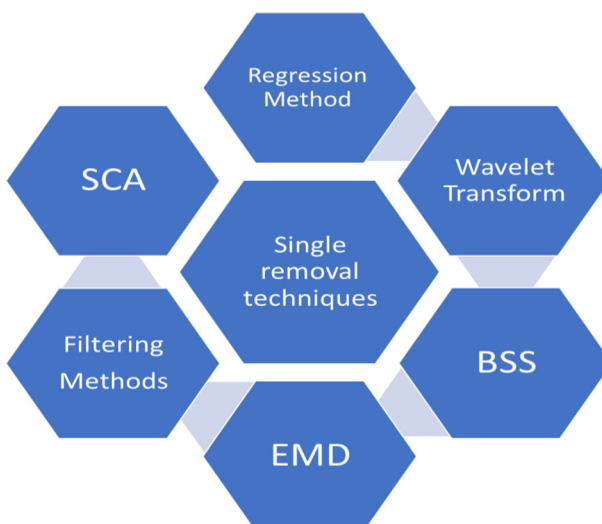 Regression
Method
Wavelet
Transform
SCA
Single
removal
techniques
Filtering
Methods
BSS
EMD